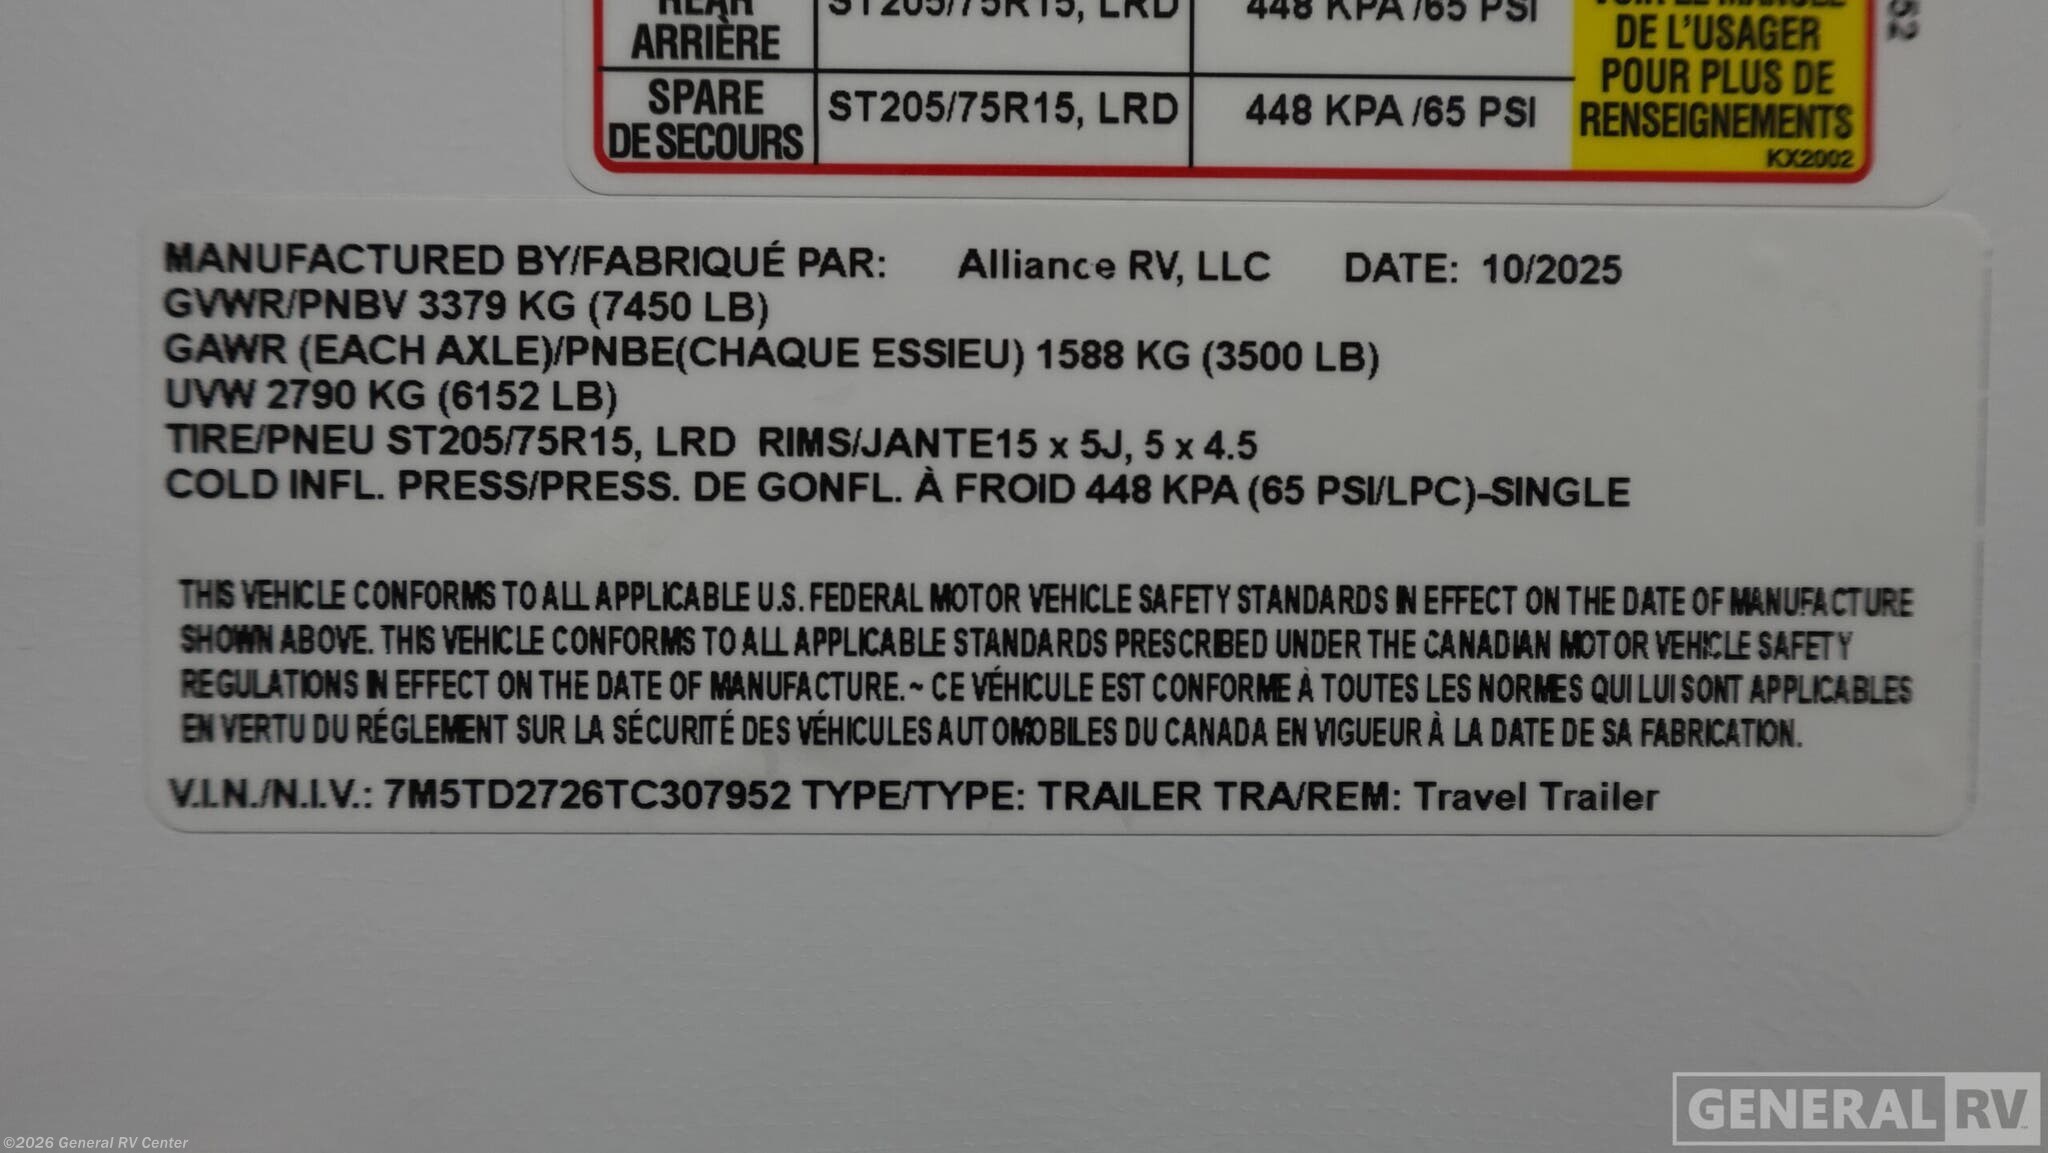 REAR
ARRIÈRE
ST205/75R15, LRD
448 KPA /65 PSI
SPARE
DE SECOURS
ST205/75R15, LRD
448 KPA /65 PSI
VOIR LE MANUEL
DE L'USAGER
POUR PLUS DE
RENSEIGNEMENTS
KX2002
52
MANUFACTURED BY/FABRIQUÉ PAR: Alliance RV, LLC DATE: 10/2025
GVWR/PNBV 3379 KG (7450 LB)
GAWR (EACH AXLE)/PNBE(CHAQUE ESSIEU) 1588 KG (3500 LB)
UVW 2790 KG (6152 LB)
TIRE/PNEU ST205/75R15, LRD RIMS/JANTE15 x 5J, 5 x 4.5
COLD INFL. PRESS/PRESS. DE GONFL. À FROID 448 KPA (65 PSI/LPC)-SINGLE
THIS VEHICLE CONFORMS TO ALL APPLICABLE U.S. FEDERAL MOTOR VEHICLE SAFETY STANDARDS IN EFFECT ON THE DATE OF MANUFACTURE
SHOWN ABOVE. THIS VEHICLE CONFORMS TO ALL APPLICABLE STANDARDS PRESCRIBED UNDER THE CANADIAN MOTOR VEHICLE SAFETY
REGULATIONS IN EFFECT ON THE DATE OF MANUFACTURE. ~ CE VÉHICULE EST CONFORME À TOUTES LES NORMES QUI LUI SONT APPLICABLES
EN VERTU DU RÉGLEMENT SUR LA SÉCURITÉ DES VÉHICULES AUTOMOBILES DU CANADA EN VIGUEUR À LA DATE DE SA FABRICATION.
V.I.N./N.I.V.: 7M5TD2726TC307952 TYPE/TYPE: TRAILER TRA/REM: Travel Trailer
GENERAL RV
©2026 General RV Center